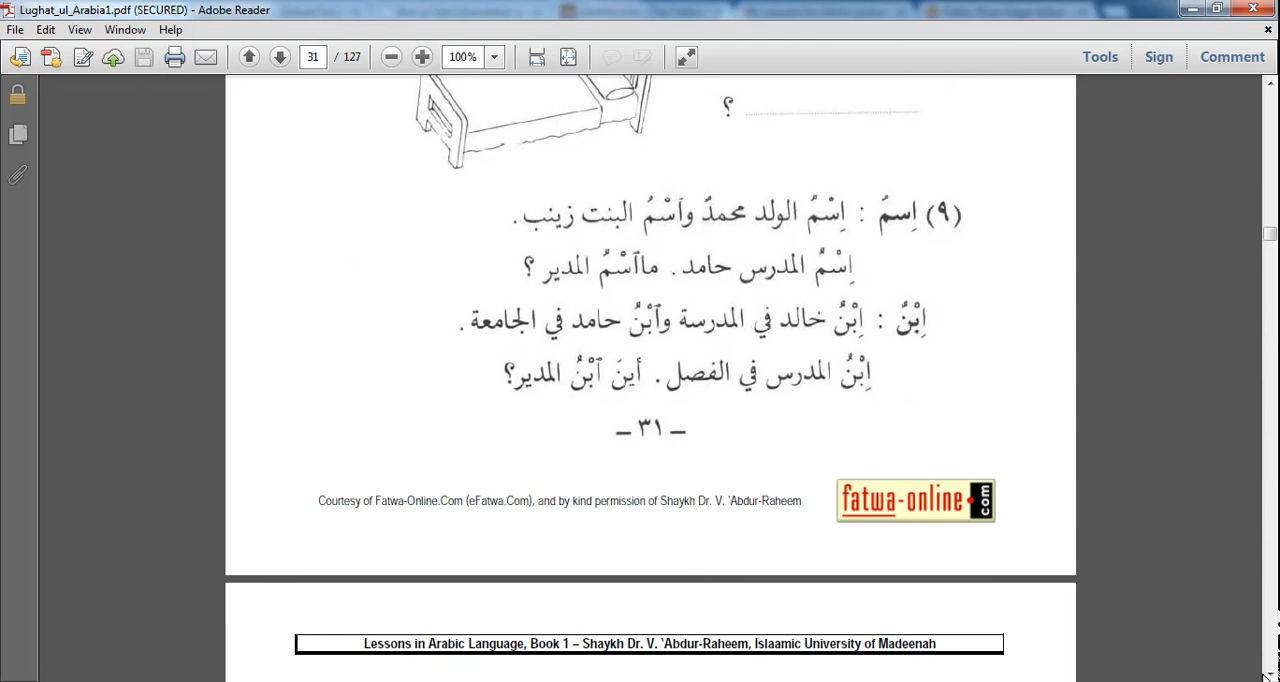 Lughat_ul_Arabia1.pdf (SECURED) - Adobe Reader
File Edit View Window Help
31 / 127 100% Tools Sign Comment
؟
(٩) اِسمُ : اِسْمُ الولد محمدٌ وٱسْمُ البنت زينب .
اِسْمُ المدرس حامد . ماٱسْمُ المدير ؟
اِبْنٌ : اِبْنُ خالد في المدرسة وٱبْنُ حامد في الجامعة .
اِبْنُ المدرس في الفصل . أينَ ٱبْنُ المدير؟
– ٣١ –
Courtesy of Fatwa-Online.Com (eFatwa.Com), and by kind permission of Shaykh Dr. V. ‛Abdur-Raheem
fatwa-online com
Lessons in Arabic Language, Book 1 – Shaykh Dr. V. ‛Abdur-Raheem, Islaamic University of Madeenah